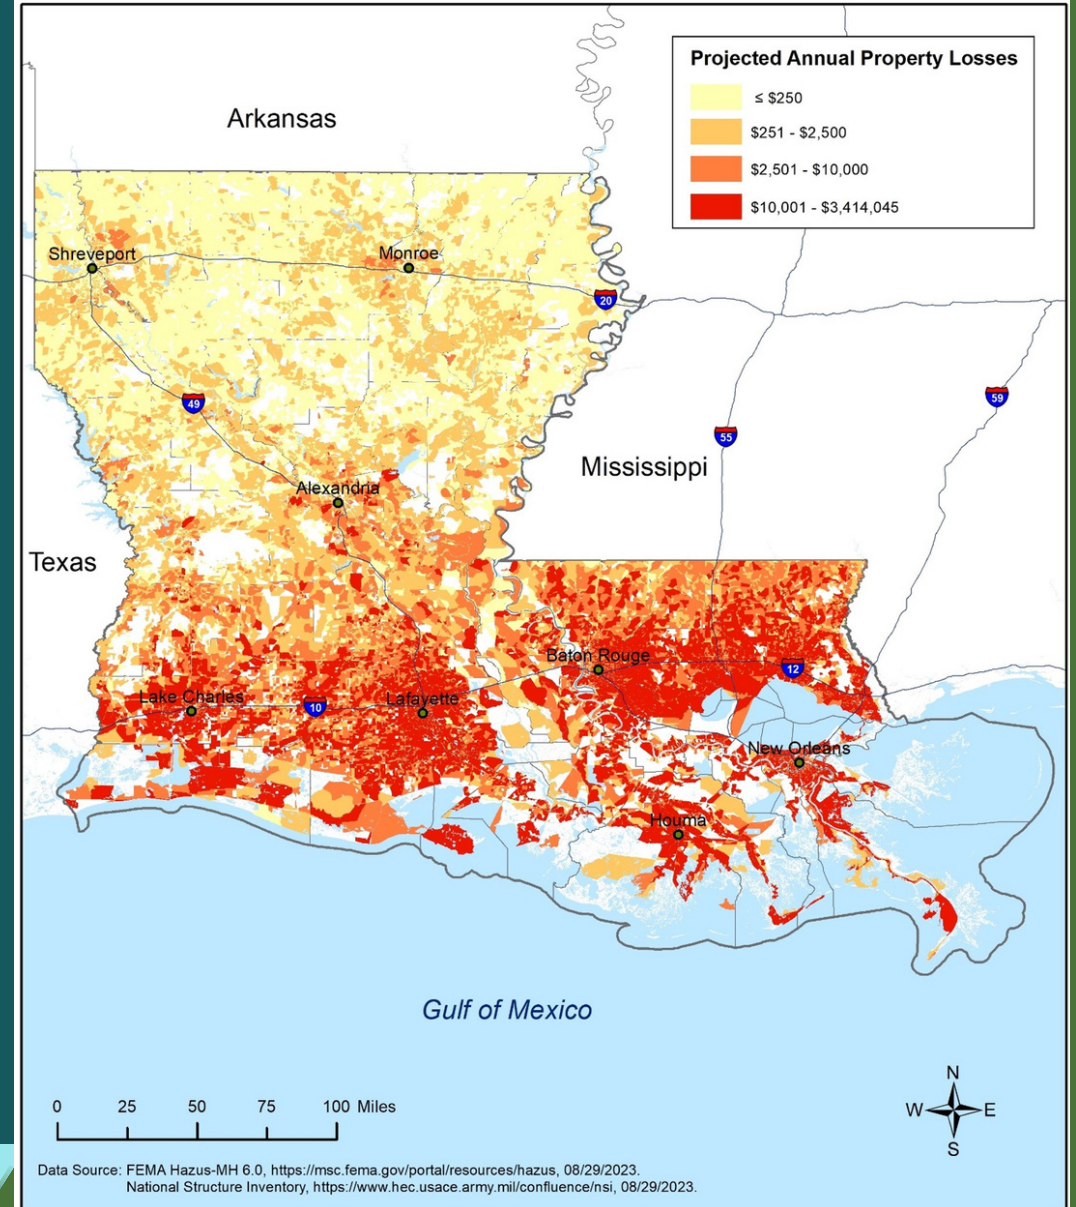 Projected Annual Property Losses
≤ $250
$251 - $2,500
$2,501 - $10,000
$10,001 - $3,414,045
Arkansas
Shreveport
Monroe
20
49
59
55
Mississippi
Alexandria
Texas
Baton Rouge
12
Lake Charles
10
Lafayette
New Orleans
Houma
Gulf of Mexico
N
W E
S
0 25 50 75 100 Miles
Data Source: FEMA Hazus-MH 6.0, https://msc.fema.gov/portal/resources/hazus, 08/29/2023.
National Structure Inventory, https://www.hec.usace.army.mil/confluence/nsi, 08/29/2023.